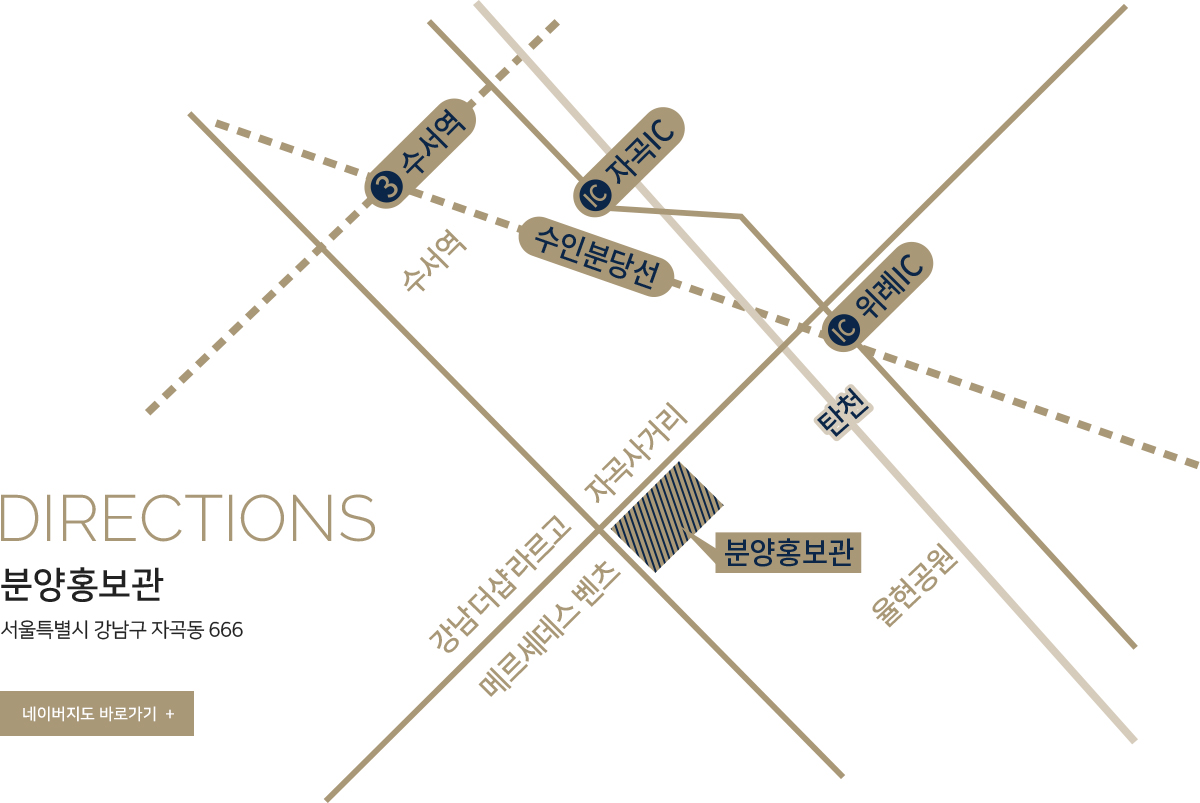 3 수서역
IC 자곡IC
수서역
수인분당선
IC 위례IC
탄천
자곡사거리
DIRECTIONS
분양홍보관
서울특별시 강남구 자곡동 666
네이버지도 바로가기 +
강남더샵라르고
메르세데스 벤츠
분양홍보관
율현공원